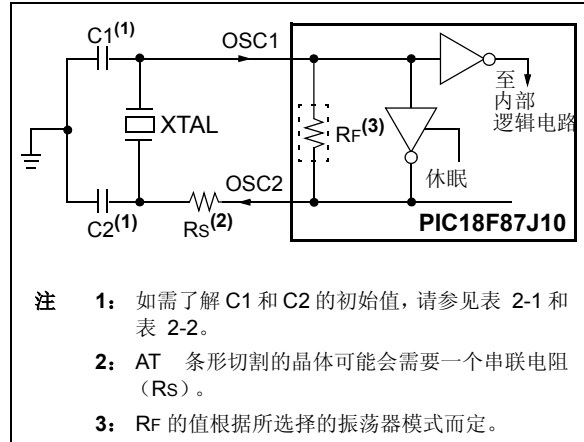 C1(1)
OSC1
至
内部
逻辑电路
XTAL
RF(3)
休眠
OSC2
C2(1)
RS(2)
PIC18F87J10
注 1： 如需了解 C1 和 C2 的初始值，请参见表 2-1 和
表 2-2。
2： AT 条形切割的晶体可能会需要一个串联电阻
（RS）。
3： RF 的值根据所选择的振荡器模式而定。